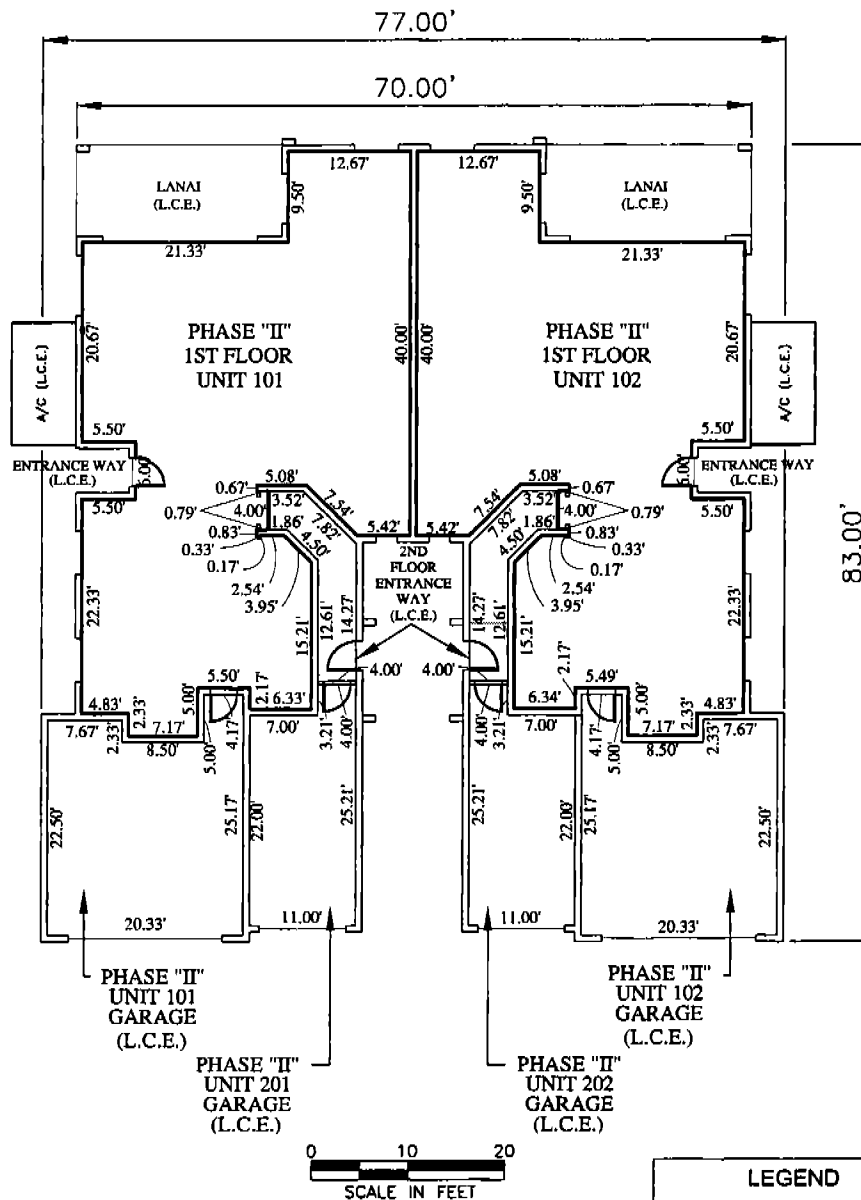 77.00'
70.00'
12.67' 12.67'
LANAI
(L.C.E.)
9.50' 9.50'
LANAI
(L.C.E.)
21.33' 21.33'
20.67' 40.00' 40.00' 20.67'
PHASE "II"
1ST FLOOR
UNIT 101
PHASE "II"
1ST FLOOR
UNIT 102
A/C (L.C.E.) A/C (L.C.E.)
5.50' 5.50'
ENTRANCE WAY
(L.C.E.)
6.00' 6.00'
ENTRANCE WAY
(L.C.E.)
5.50' 5.50'
83.00'
5.08' 5.08'
0.67' 3.52' 7.54' 7.54' 3.52' 0.67'
0.79' 4.00' 7.82' 7.82' 4.00' 0.79'
0.83' 1.86' 4.50' 5.42' 5.42' 4.50' 1.86' 0.83'
0.33' 0.33'
0.17' 0.17'
2.54' 2.54'
3.95' 3.95'
2ND
FLOOR
ENTRANCE
WAY
(L.C.E.)
22.33' 15.21' 12.61' 14.27' 14.27' 12.61' 15.21' 22.33'
4.00' 4.00'
5.50' 2.17' 2.17' 5.49'
4.83' 5.00' 6.33' 6.34' 5.00' 4.83'
7.67' 2.33' 7.17' 4.17' 7.00' 3.21' 4.00' 4.00' 3.21' 7.00' 4.17' 7.17' 2.33' 7.67'
2.33' 8.50' 5.00' 5.00' 8.50' 2.33'
22.50' 25.17' 22.00' 25.21' 25.21' 22.00' 25.17' 22.50'
20.33' 11.00' 11.00' 20.33'
PHASE "II"
UNIT 101
GARAGE
(L.C.E.)
PHASE "II"
UNIT 102
GARAGE
(L.C.E.)
PHASE "II"
UNIT 201
GARAGE
(L.C.E.)
PHASE "II"
UNIT 202
GARAGE
(L.C.E.)
0 10 20
SCALE IN FEET
LEGEND